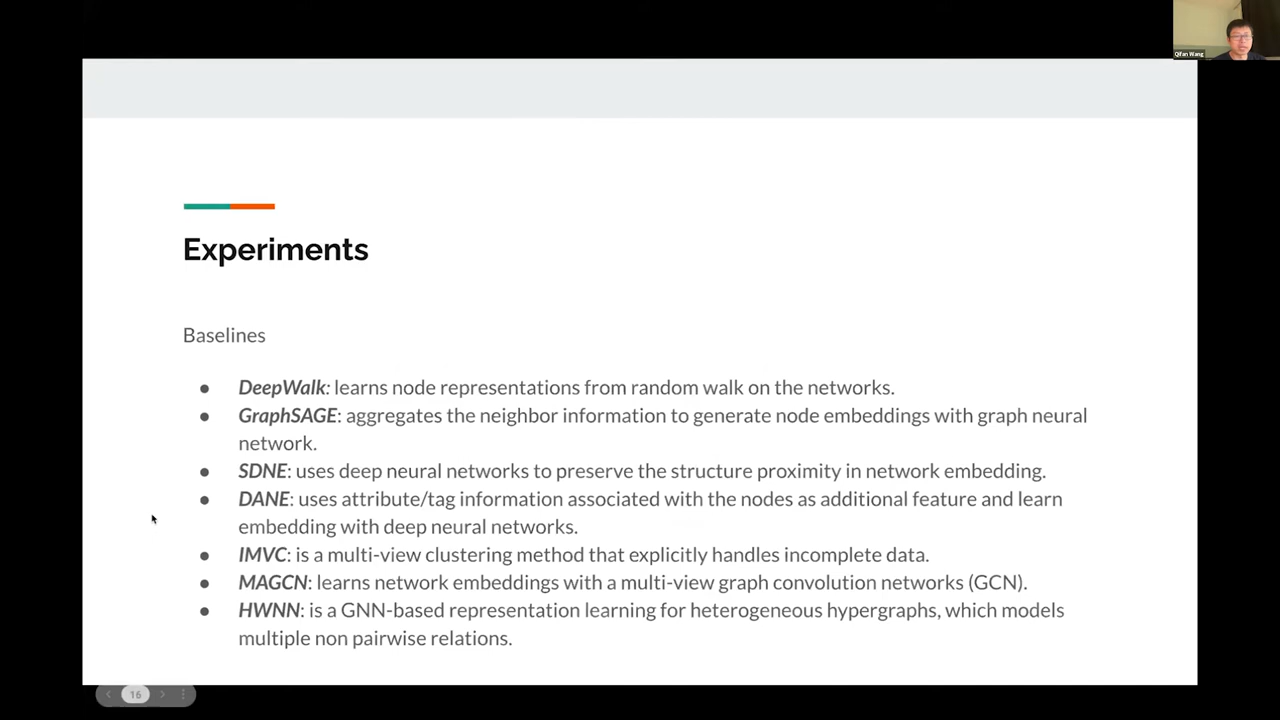 Qifan Wang
Experiments
Baselines
● DeepWalk: learns node representations from random walk on the networks.
● GraphSAGE: aggregates the neighbor information to generate node embeddings with graph neural
network.
● SDNE: uses deep neural networks to preserve the structure proximity in network embedding.
● DANE: uses attribute/tag information associated with the nodes as additional feature and learn
embedding with deep neural networks.
● IMVC: is a multi-view clustering method that explicitly handles incomplete data.
● MAGCN: learns network embeddings with a multi-view graph convolution networks (GCN).
● HWNN: is a GNN-based representation learning for heterogeneous hypergraphs, which models
multiple non pairwise relations.
16